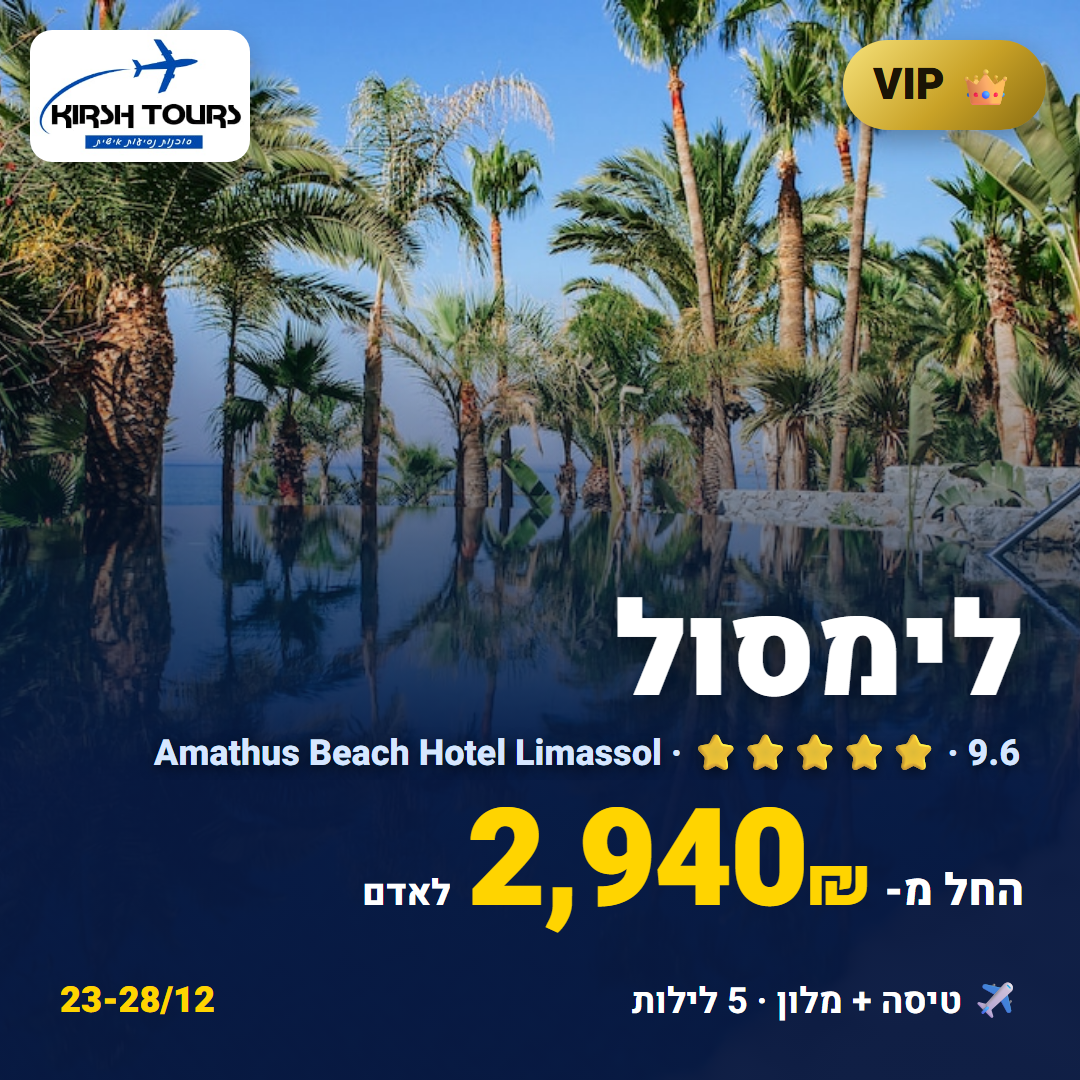 KIRSH TOURS
סוכנות נסיעות אישית
VIP
לימסול
Amathus Beach Hotel Limassol · ⭐⭐⭐⭐⭐ · 9.6
החל מ- ₪2,940 לאדם
✈️ טיסה + מלון · 5 לילות
23-28/12